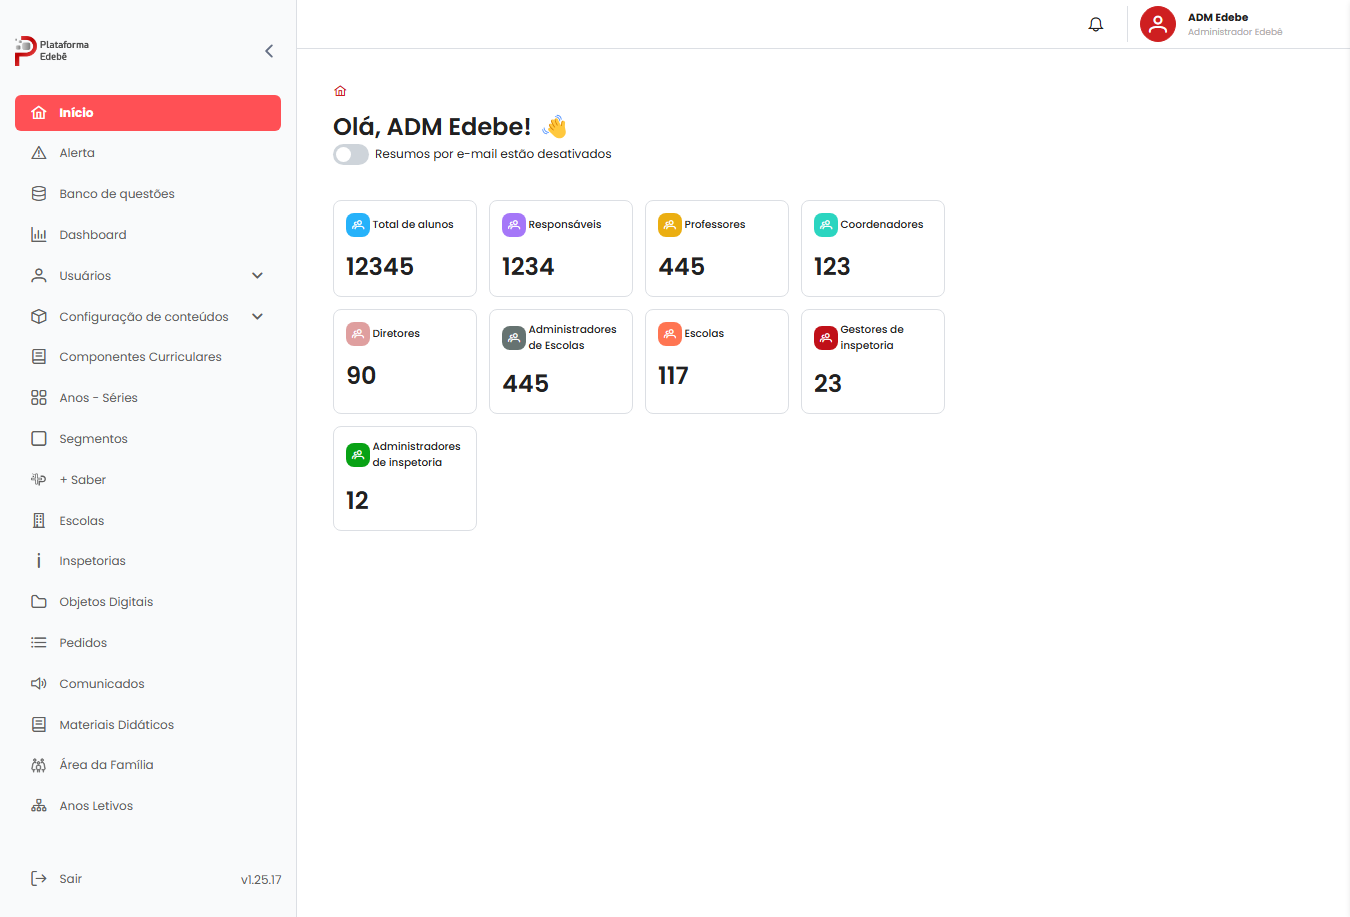 Plataforma
Edebê
Início
Alerta
Banco de questões
Dashboard
Usuários
Configuração de conteúdos
Componentes Curriculares
Anos - Séries
Segmentos
+ Saber
Escolas
Inspetorias
Objetos Digitais
Pedidos
Comunicados
Materiais Didáticos
Área da Família
Anos Letivos
Sair
v1.25.17
ADM Edebe
Administrador Edebê
Olá, ADM Edebe!
Resumos por e-mail estão desativados
Total de alunos
12345
Responsáveis
1234
Professores
445
Coordenadores
123
Diretores
90
Administradores
de Escolas
445
Escolas
117
Gestores de
inspetoria
23
Administradores
de inspetoria
12